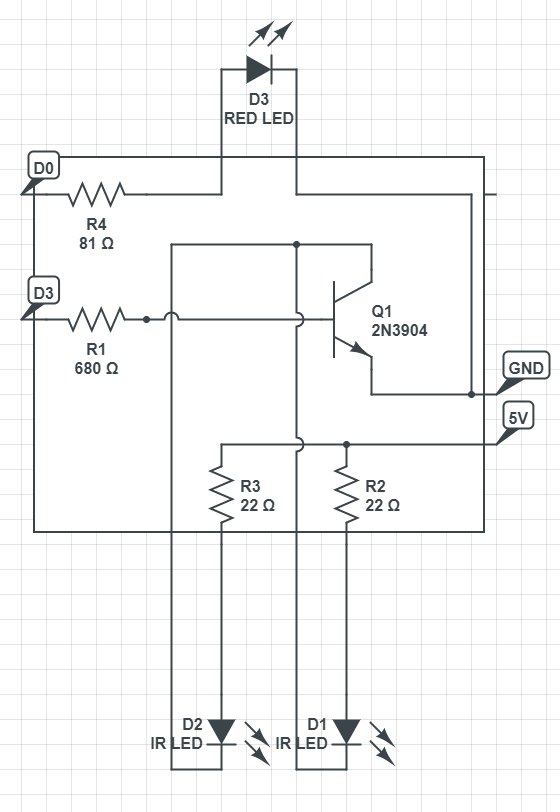 D3
RED LED
D0
R4
81 Ω
D3
R1
680 Ω
Q1
2N3904
GND
5V
R3
22 Ω
R2
22 Ω
D2
IR LED
D1
IR LED